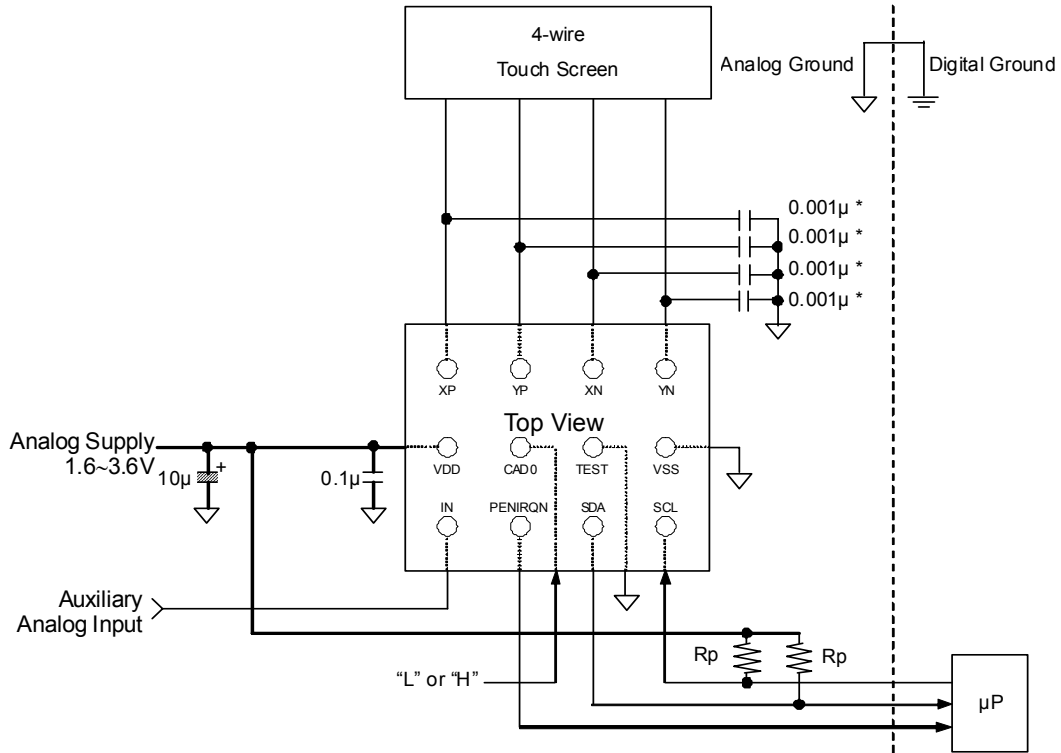 4-wire
Touch Screen
Analog Ground
Digital Ground
0.001µ *
0.001µ *
0.001µ *
0.001µ *
XP YP XN YN
Top View
Analog Supply
1.6~3.6V
10µ
+
0.1µ
VDD CAD0 TEST VSS
IN PENIRQN SDA SCL
Auxiliary
Analog Input
Rp Rp
“L” or “H”
µP